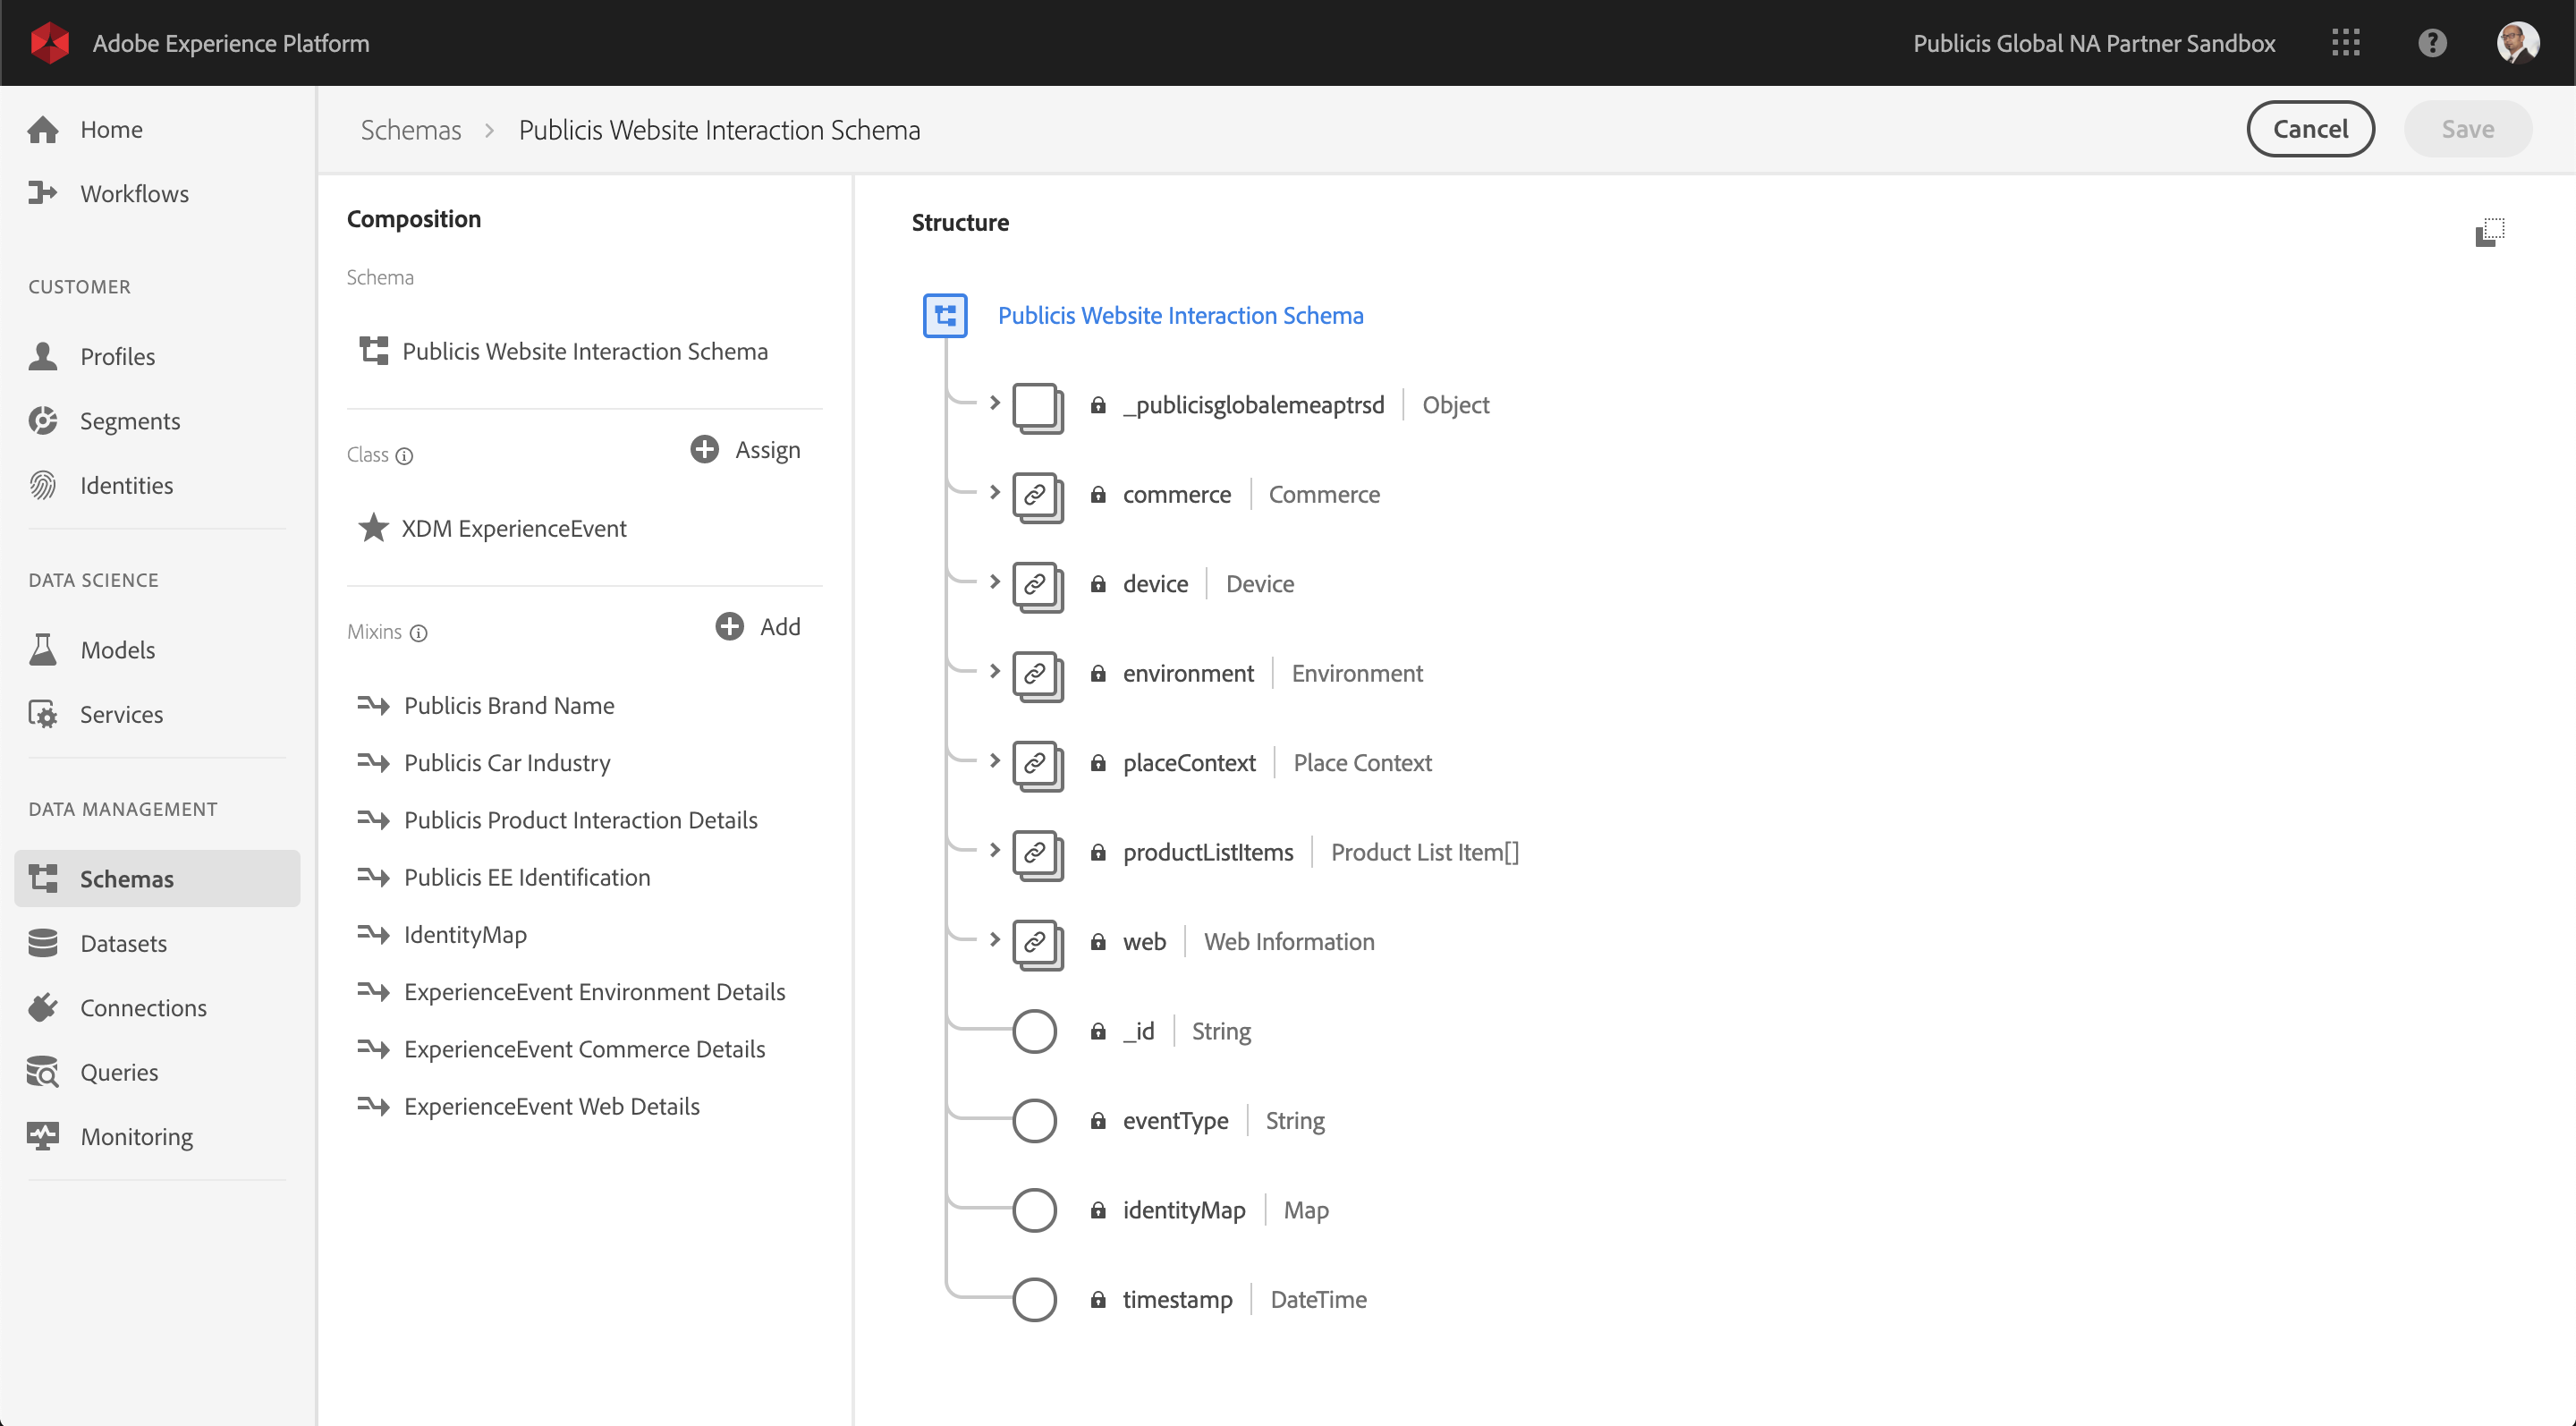 Adobe Experience Platform
Publicis Global NA Partner Sandbox
Home
Workflows
CUSTOMER
Profiles
Segments
Identities
DATA SCIENCE
Models
Services
DATA MANAGEMENT
Schemas
Datasets
Connections
Queries
Monitoring
Schemas > Publicis Website Interaction Schema
Cancel
Save
Composition
Schema
Publicis Website Interaction Schema
Class
Assign
XDM ExperienceEvent
Mixins
Add
Publicis Brand Name
Publicis Car Industry
Publicis Product Interaction Details
Publicis EE Identification
IdentityMap
ExperienceEvent Environment Details
ExperienceEvent Commerce Details
ExperienceEvent Web Details
Structure
Publicis Website Interaction Schema
_publicisglobalemeaptrsd | Object
commerce | Commerce
device | Device
environment | Environment
placeContext | Place Context
productListItems | Product List Item[]
web | Web Information
_id | String
eventType | String
identityMap | Map
timestamp | DateTime